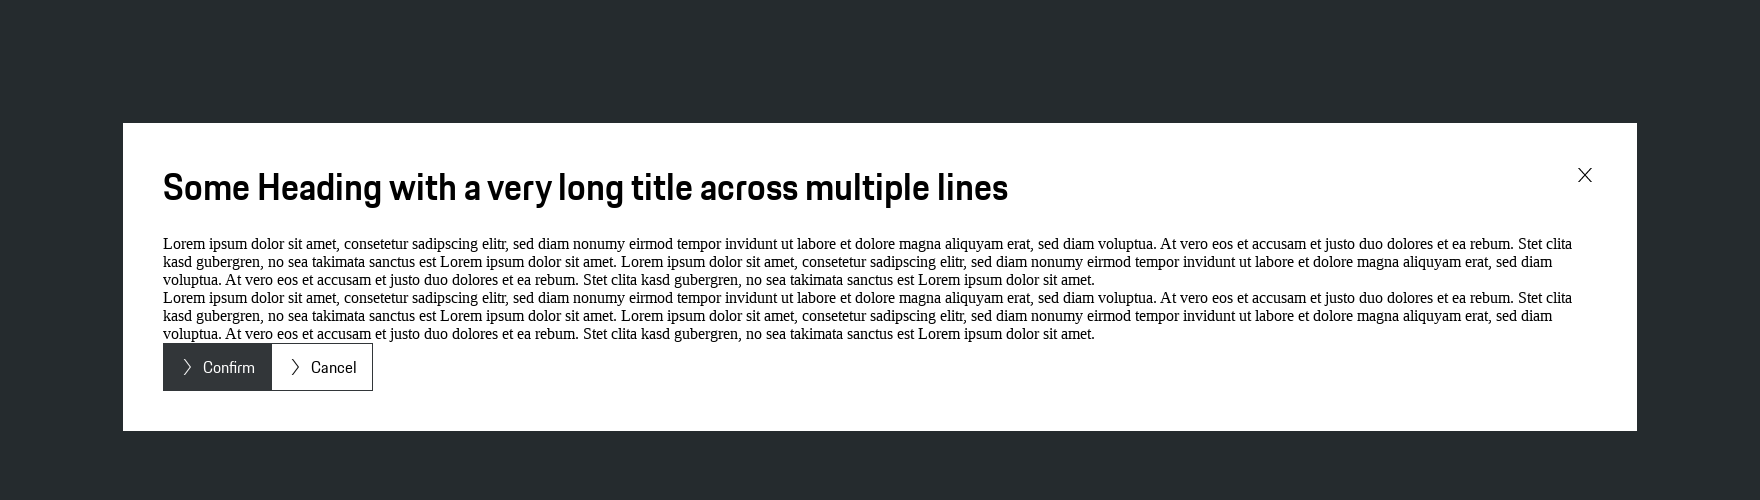 Some Heading with a very long title across multiple lines
Lorem ipsum dolor sit amet, consetetur sadipscing elitr, sed diam nonumy eirmod tempor invidunt ut labore et dolore magna aliquyam erat, sed diam voluptua. At vero eos et accusam et justo duo dolores et ea rebum. Stet clita
kasd gubergren, no sea takimata sanctus est Lorem ipsum dolor sit amet. Lorem ipsum dolor sit amet, consetetur sadipscing elitr, sed diam nonumy eirmod tempor invidunt ut labore et dolore magna aliquyam erat, sed diam
voluptua. At vero eos et accusam et justo duo dolores et ea rebum. Stet clita kasd gubergren, no sea takimata sanctus est Lorem ipsum dolor sit amet.
Lorem ipsum dolor sit amet, consetetur sadipscing elitr, sed diam nonumy eirmod tempor invidunt ut labore et dolore magna aliquyam erat, sed diam voluptua. At vero eos et accusam et justo duo dolores et ea rebum. Stet clita
kasd gubergren, no sea takimata sanctus est Lorem ipsum dolor sit amet. Lorem ipsum dolor sit amet, consetetur sadipscing elitr, sed diam nonumy eirmod tempor invidunt ut labore et dolore magna aliquyam erat, sed diam
voluptua. At vero eos et accusam et justo duo dolores et ea rebum. Stet clita kasd gubergren, no sea takimata sanctus est Lorem ipsum dolor sit amet.
Confirm
Cancel